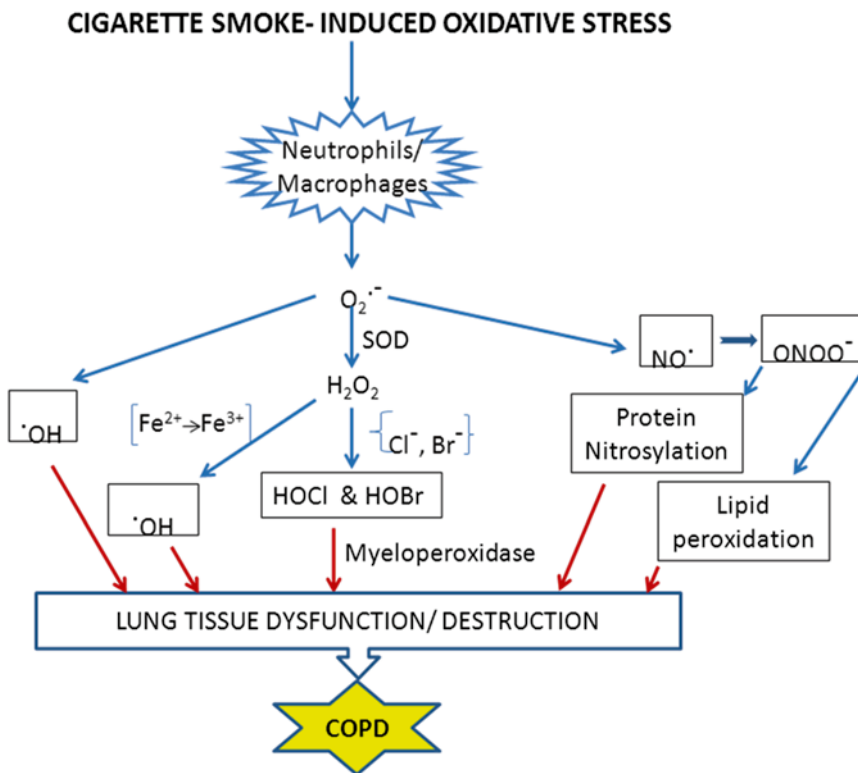 CIGARETTE SMOKE- INDUCED OXIDATIVE STRESS
Neutrophils/
Macrophages
O₂˙⁻
SOD
NO˙
ONOO⁻
H₂O₂
˙OH
[Fe²⁺→Fe³⁺]
{Cl⁻, Br⁻}
Protein
Nitrosylation
HOCl & HOBr
˙OH
Lipid
peroxidation
Myeloperoxidase
LUNG TISSUE DYSFUNCTION/ DESTRUCTION
COPD